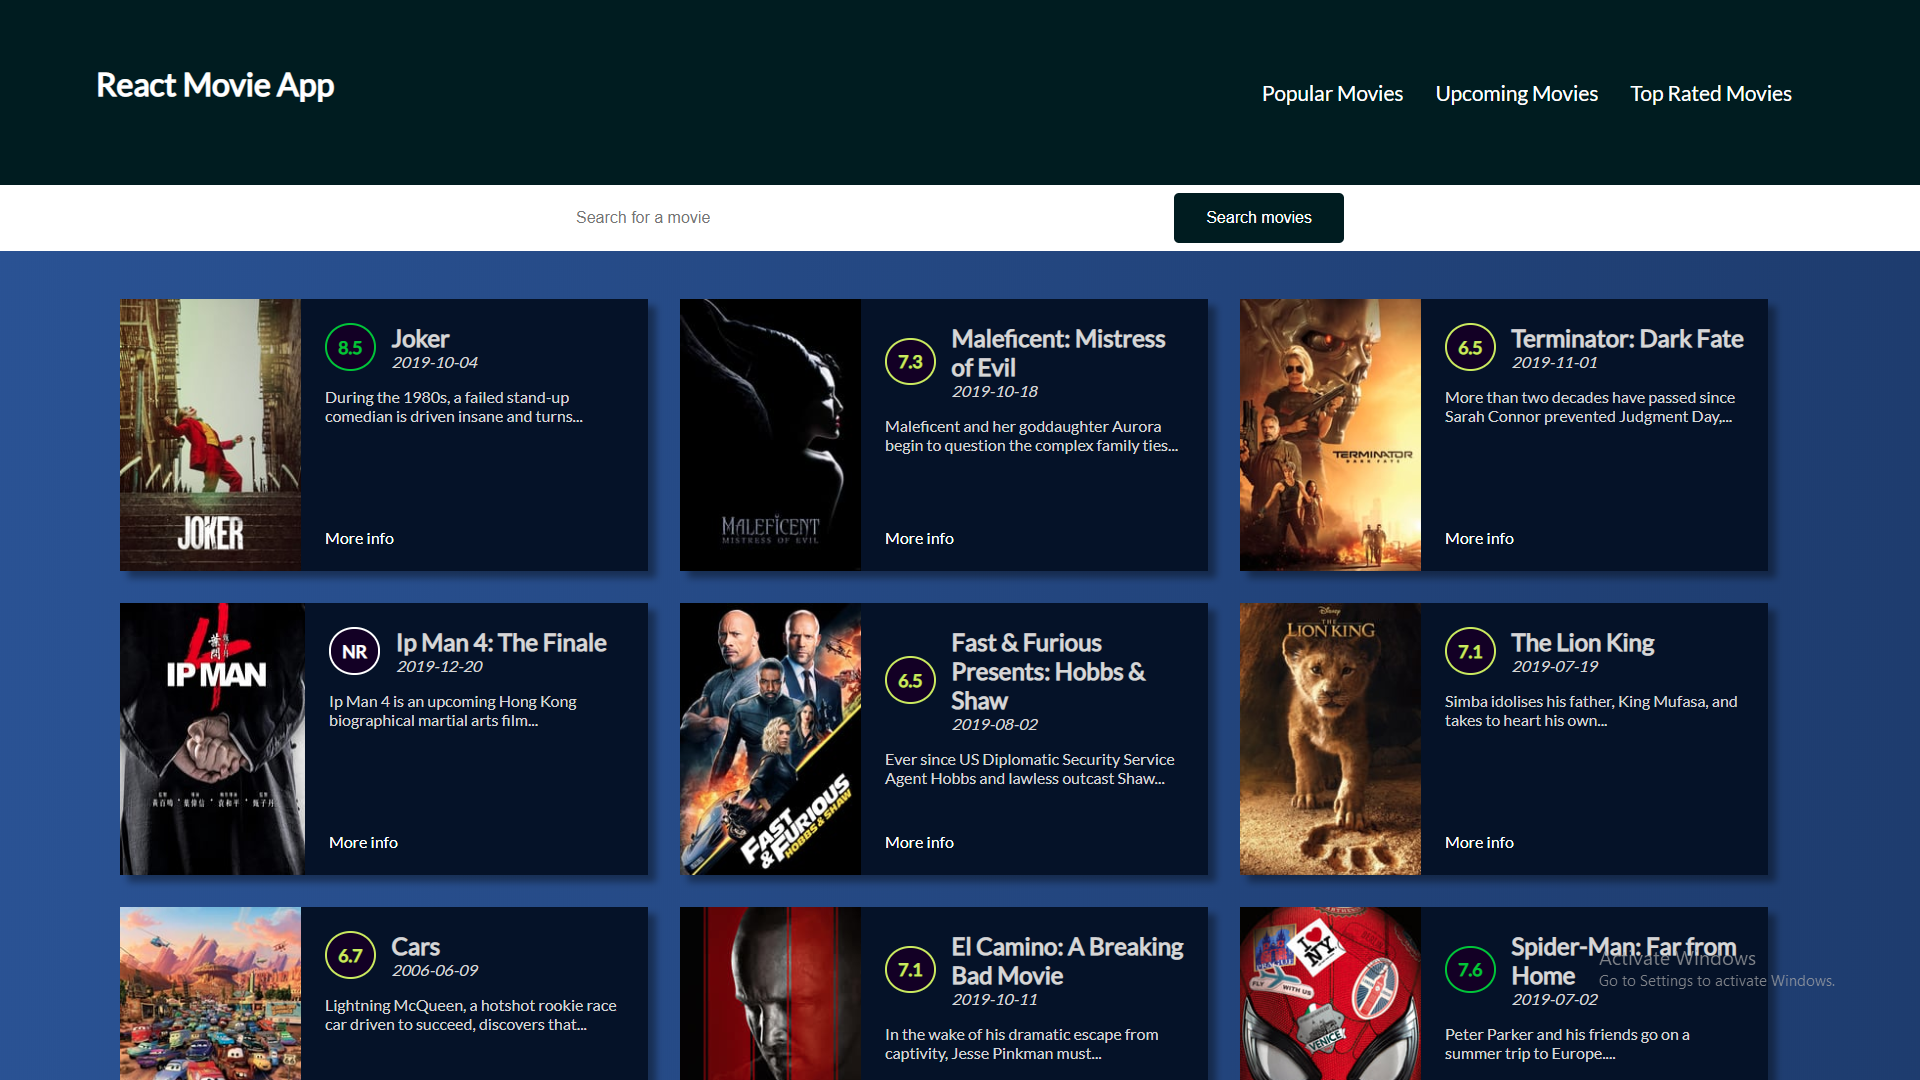 React Movie App
Popular Movies
Upcoming Movies
Top Rated Movies
Search for a movie
Search movies
JOKER
8.5
Joker
2019-10-04
During the 1980s, a failed stand-up
comedian is driven insane and turns...
More info
MALEFICENT
MISTRESS OF EVIL
7.3
Maleficent: Mistress
of Evil
2019-10-18
Maleficent and her goddaughter Aurora
begin to question the complex family ties...
More info
TERMINATOR
DARK FATE
6.5
Terminator: Dark Fate
2019-11-01
More than two decades have passed since
Sarah Connor prevented Judgment Day,...
More info
4
葉問
IP MAN
NR
Ip Man 4: The Finale
2019-12-20
Ip Man 4 is an upcoming Hong Kong
biographical martial arts film...
More info
FAST
& FURIOUS
HOBBS & SHAW
6.5
Fast & Furious
Presents: Hobbs &
Shaw
2019-08-02
Ever since US Diplomatic Security Service
Agent Hobbs and lawless outcast Shaw...
More info
Disney
THE
LION KING
7.1
The Lion King
2019-07-19
Simba idolises his father, King Mufasa, and
takes to heart his own...
More info
6.7
Cars
2006-06-09
Lightning McQueen, a hotshot rookie race
car driven to succeed, discovers that...
7.1
El Camino: A Breaking
Bad Movie
2019-10-11
In the wake of his dramatic escape from
captivity, Jesse Pinkman must...
I
NY
FLY WITH US
VENICE
7.6
Spider-Man: Far from
Home
2019-07-02
Peter Parker and his friends go on a
summer trip to Europe....
Activate Windows
Go to Settings to activate Windows.